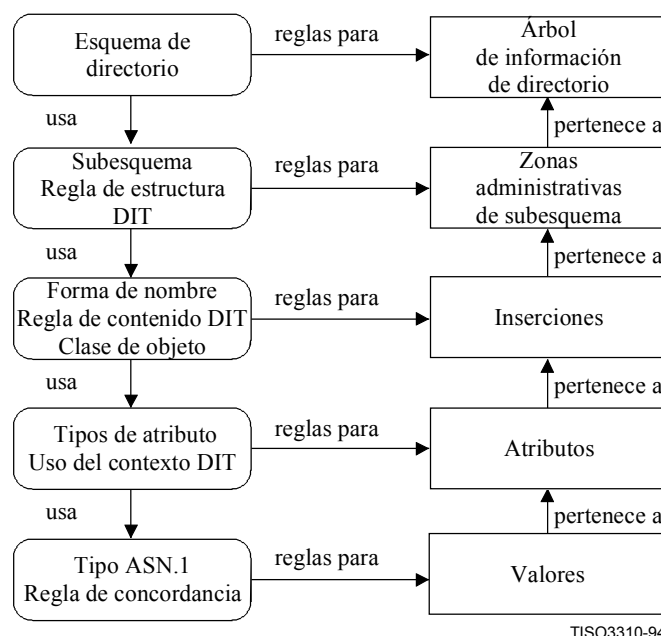 Esquema de
directorio
reglas para
Árbol
de información
de directorio
usa
pertenece a
Subesquema
Regla de estructura
DIT
reglas para
Zonas
administrativas
de subesquema
usa
pertenece a
Forma de nombre
Regla de contenido DIT
Clase de objeto
reglas para
Inserciones
usa
pertenece a
Tipos de atributo
Uso del contexto DIT
reglas para
Atributos
usa
pertenece a
Tipo ASN.1
Regla de concordancia
reglas para
Valores
TISO3310-94